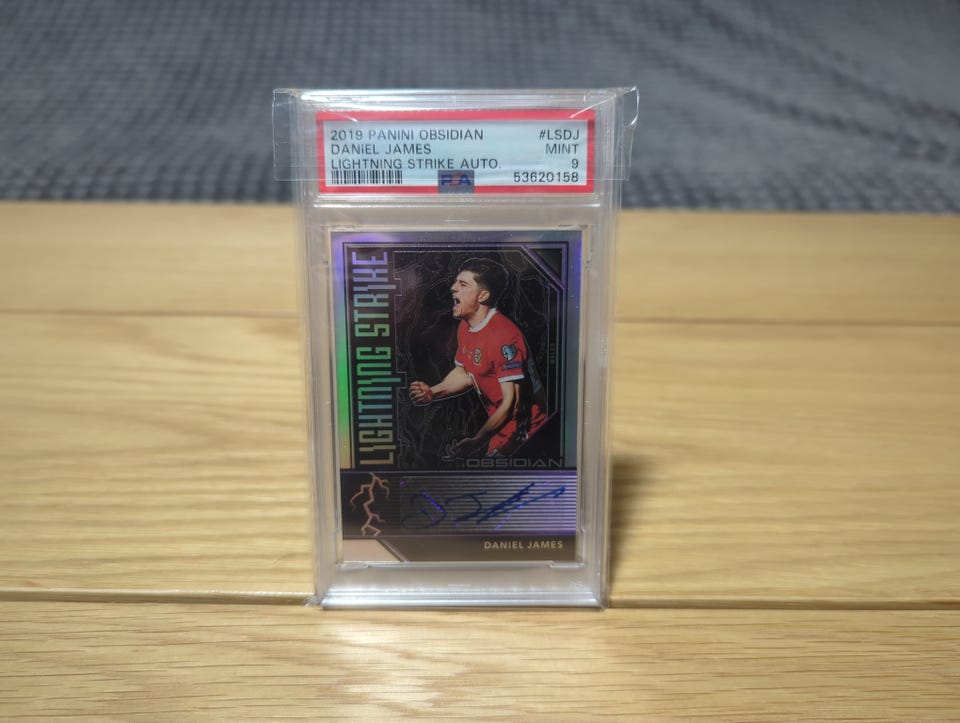 2019 PANINI OBSIDIAN #LSDJ
DANIEL JAMES MINT
LIGHTNING STRIKE AUTO. 9
PSA 53620158
LIGHTNING STRIKE
OBSIDIAN
DANIEL JAMES